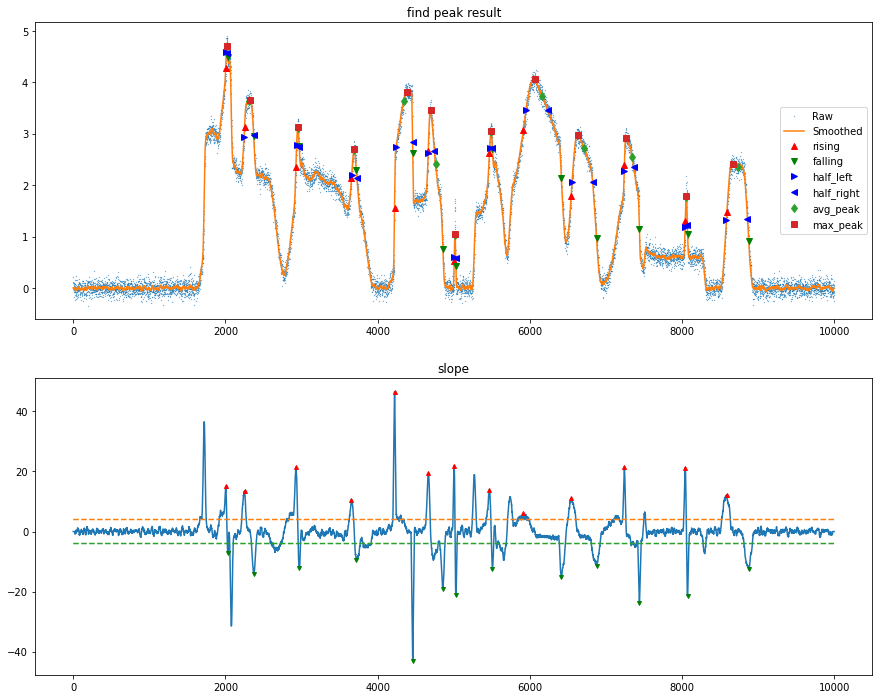 find peak result
5
4
3
2
1
0
Raw
Smoothed
rising
falling
half_left
half_right
avg_peak
max_peak
0 2000 4000 6000 8000 10000
slope
40
20
0
−20
−40
0 2000 4000 6000 8000 10000